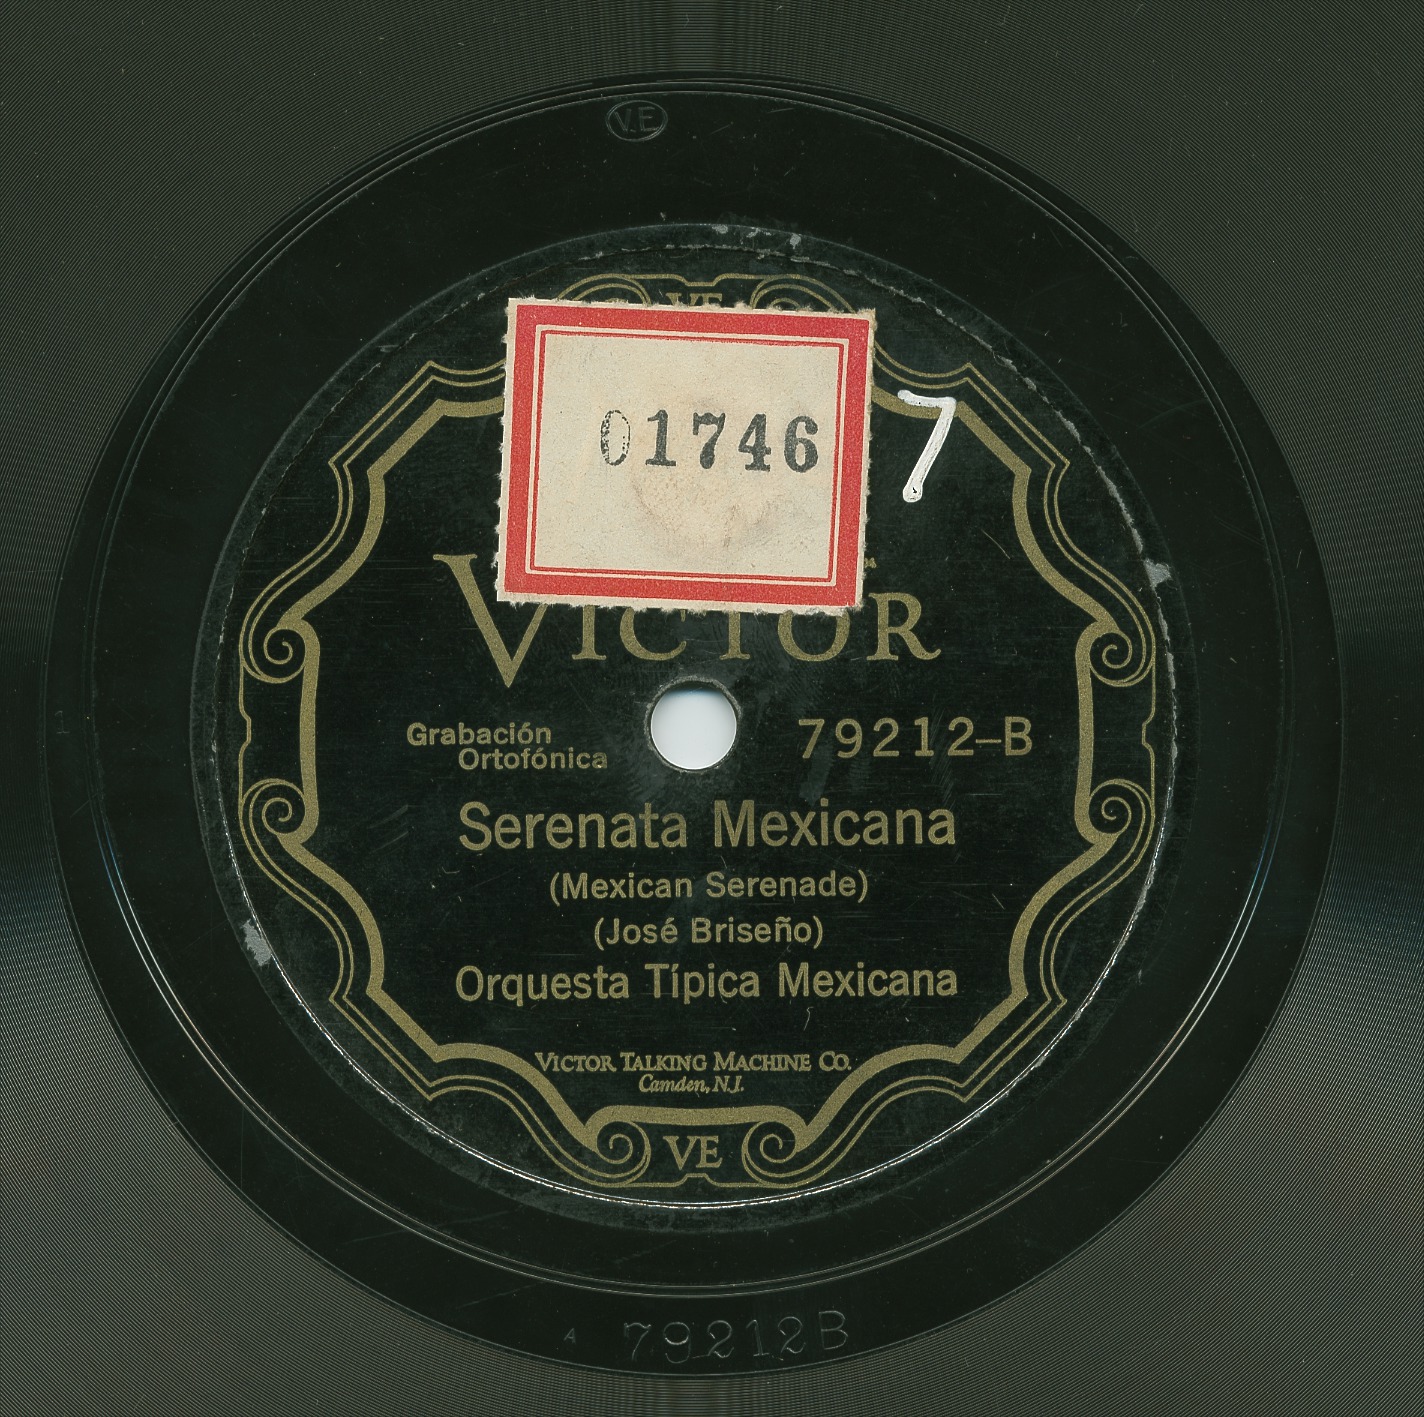 V.E
VE
01746
7
VICTOR
Grabación
Ortofónica
79212-B
Serenata Mexicana
(Mexican Serenade)
(José Briseño)
Orquesta Típica Mexicana
VICTOR TALKING MACHINE CO.
Camden, N.J.
VE
A 79212B